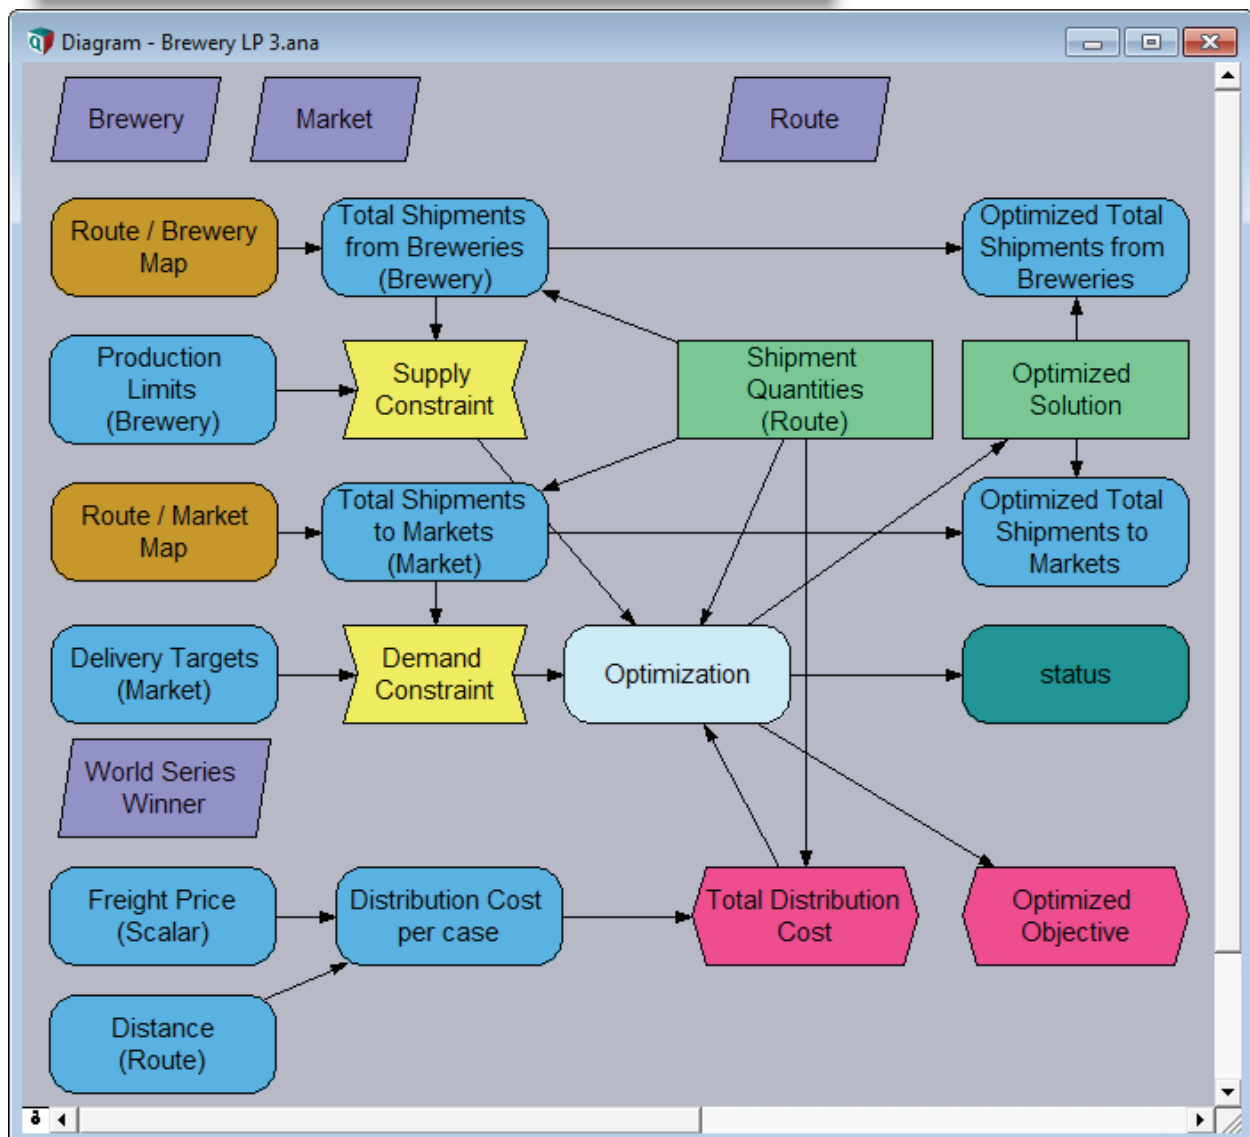 Diagram - Brewery LP 3.ana
Brewery
Market
Route
Route / Brewery
Map
Total Shipments
from Breweries
(Brewery)
Optimized Total
Shipments from
Breweries
Production
Limits
(Brewery)
Supply
Constraint
Shipment
Quantities
(Route)
Optimized
Solution
Route / Market
Map
Total Shipments
to Markets
(Market)
Optimized Total
Shipments to
Markets
Delivery Targets
(Market)
Demand
Constraint
Optimization
status
World Series
Winner
Freight Price
(Scalar)
Distribution Cost
per case
Total Distribution
Cost
Optimized
Objective
Distance
(Route)